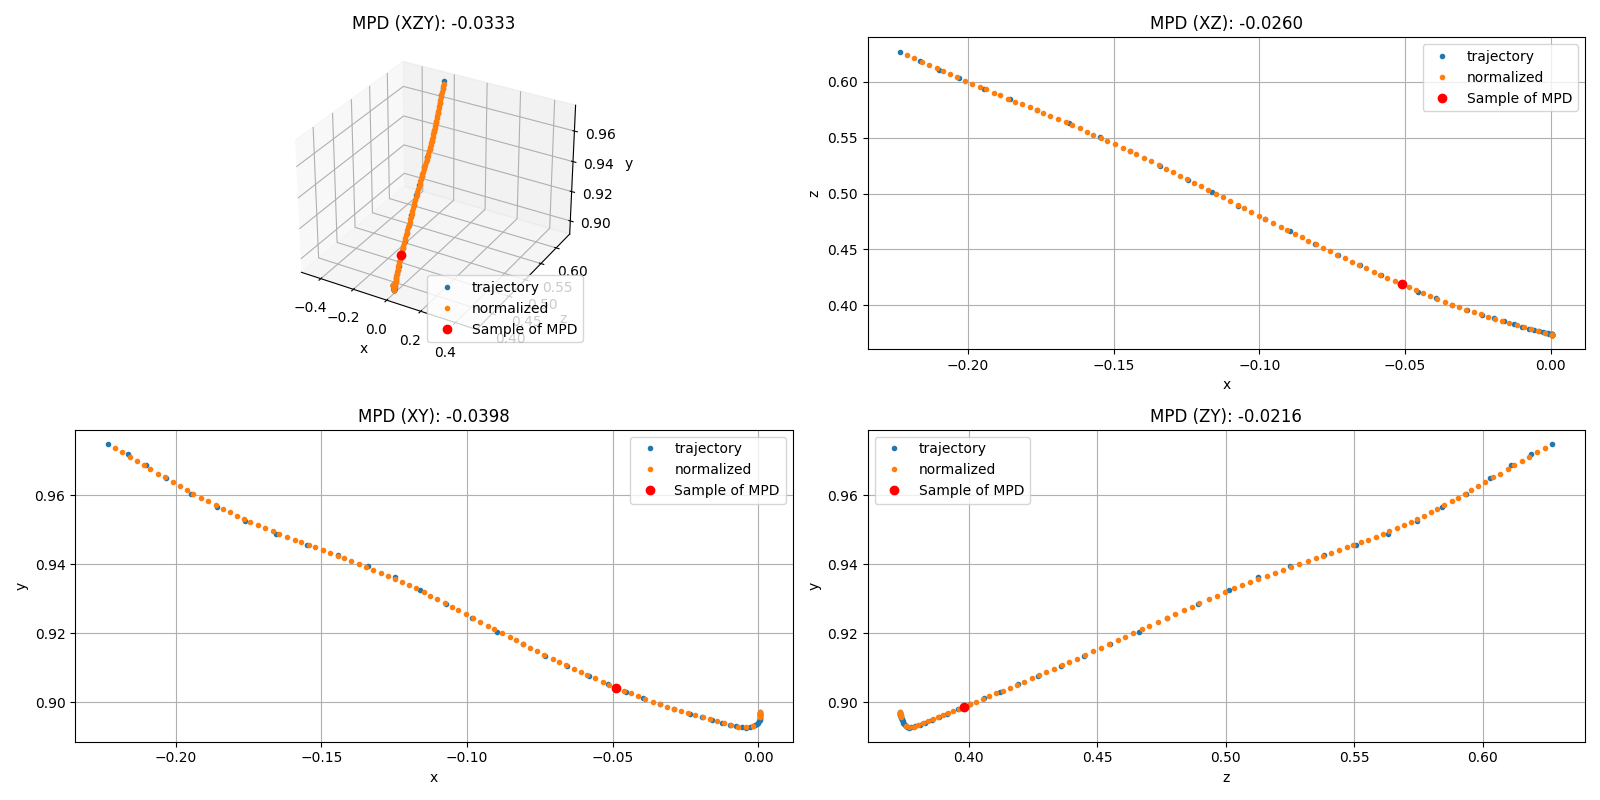 MPD (XZY): -0.0333
0.96
0.94
0.92
0.90
y
0.60
0.55
0.50
0.45
0.40
z
−0.4
−0.2
0.0
0.2
0.4
x
trajectory
normalized
Sample of MPD
MPD (XZ): -0.0260
trajectory
normalized
Sample of MPD
0.60
0.55
0.50
0.45
0.40
z
−0.20
−0.15
−0.10
−0.05
0.00
x
MPD (XY): -0.0398
trajectory
normalized
Sample of MPD
0.96
0.94
0.92
0.90
y
−0.20
−0.15
−0.10
−0.05
0.00
x
MPD (ZY): -0.0216
trajectory
normalized
Sample of MPD
0.96
0.94
0.92
0.90
y
0.40
0.45
0.50
0.55
0.60
z